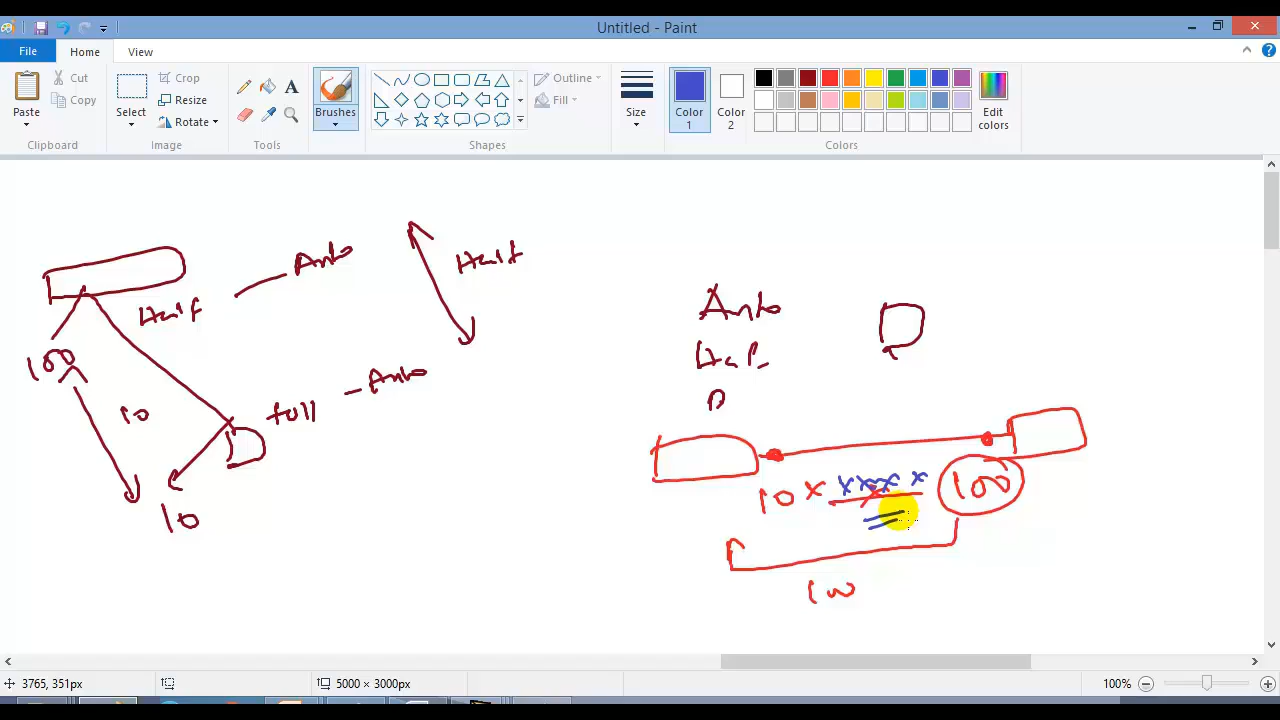 Untitled - Paint
File Home View
Paste
Cut
Copy
Clipboard
Select
Crop
Resize
Rotate
Image
Tools
Brushes
Outline
Fill
Shapes
Size
Color 1
Color 2
Edit colors
Colors
Half
Auto
100
10
full
-Auto
10
Half
Auto
Half
10 x xxxx x 100
3765, 351px
5000 × 3000px
100%